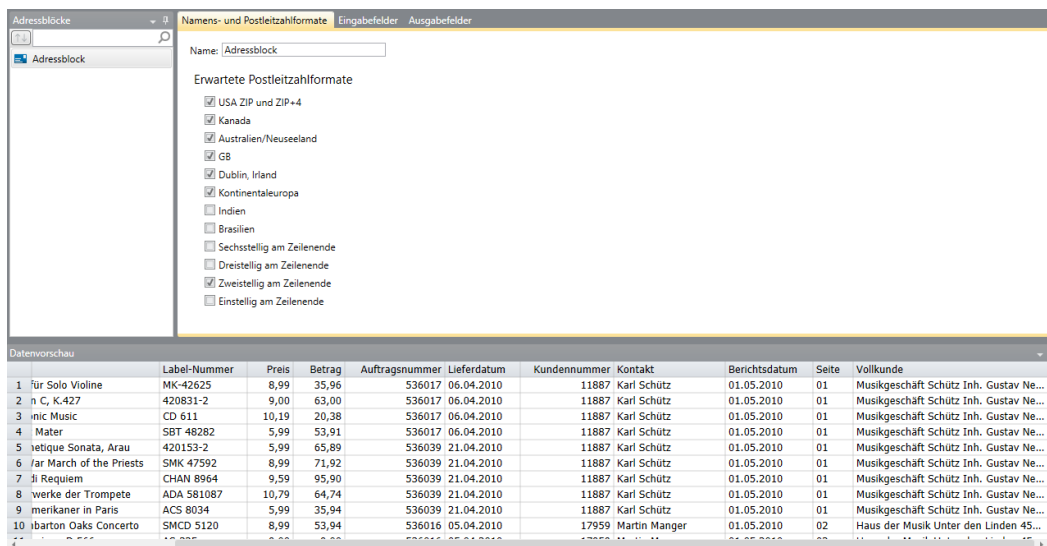 Adressblöcke
Adressblock
Namens- und Postleitzahlformate Eingabefelder Ausgabefelder
Name: Adressblock
Erwartete Postleitzahlformate
USA ZIP und ZIP+4
Kanada
Australien/Neuseeland
GB
Dublin, Irland
Kontinentaleuropa
Indien
Brasilien
Sechsstellig am Zeilenende
Dreistellig am Zeilenende
Zweistellig am Zeilenende
Einstellig am Zeilenende
Datenvorschau
Label-Nummer Preis Betrag Auftragsnummer Lieferdatum Kundennummer Kontakt Berichtsdatum Seite Vollkunde
1 für Solo Violine MK-42625 8,99 35,96 536017 06.04.2010 11887 Karl Schütz 01.05.2010 01 Musikgeschäft Schütz Inh. Gustav Ne...
2 n C, K.427 420831-2 9,00 63,00 536017 06.04.2010 11887 Karl Schütz 01.05.2010 01 Musikgeschäft Schütz Inh. Gustav Ne...
3 onic Music CD 611 10,19 20,38 536017 06.04.2010 11887 Karl Schütz 01.05.2010 01 Musikgeschäft Schütz Inh. Gustav Ne...
4 Mater SBT 48282 5,99 53,91 536017 06.04.2010 11887 Karl Schütz 01.05.2010 01 Musikgeschäft Schütz Inh. Gustav Ne...
5 hetique Sonata, Arau 420153-2 5,99 65,89 536039 21.04.2010 11887 Karl Schütz 01.05.2010 01 Musikgeschäft Schütz Inh. Gustav Ne...
6 War March of the Priests SMK 47592 8,99 71,92 536039 21.04.2010 11887 Karl Schütz 01.05.2010 01 Musikgeschäft Schütz Inh. Gustav Ne...
7 di Requiem CHAN 8964 9,59 95,90 536039 21.04.2010 11887 Karl Schütz 01.05.2010 01 Musikgeschäft Schütz Inh. Gustav Ne...
8 rwerke der Trompete ADA 581087 10,79 64,74 536039 21.04.2010 11887 Karl Schütz 01.05.2010 01 Musikgeschäft Schütz Inh. Gustav Ne...
9 merikaner in Paris ACS 8034 5,99 35,94 536039 21.04.2010 11887 Karl Schütz 01.05.2010 01 Musikgeschäft Schütz Inh. Gustav Ne...
10 nbarton Oaks Concerto SMCD 5120 8,99 53,94 536016 05.04.2010 17959 Martin Manger 01.05.2010 02 Haus der Musik Unter den Linden 45...